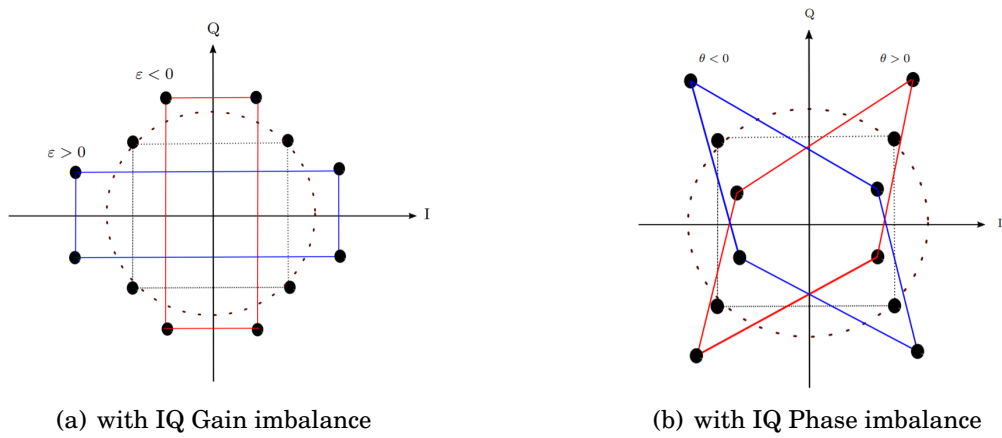 Q
ε < 0
ε > 0
I
(a) with IQ Gain imbalance
Q
θ < 0
θ > 0
I
(b) with IQ Phase imbalance